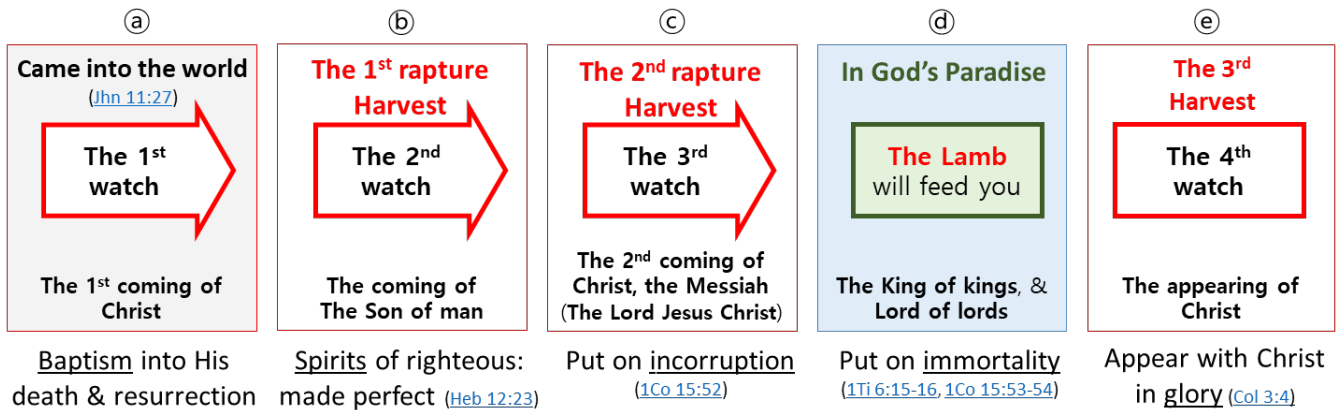 ⓐ
Came into the world
(Jhn 11:27)
The 1st
watch
The 1st coming of
Christ
Baptism into His
death & resurrection
ⓑ
The 1st rapture
Harvest
The 2nd
watch
The coming of
The Son of man
Spirits of righteous:
made perfect (Heb 12:23)
ⓒ
The 2nd rapture
Harvest
The 3rd
watch
The 2nd coming of
Christ, the Messiah
(The Lord Jesus Christ)
Put on incorruption
(1Co 15:52)
ⓓ
In God’s Paradise
The Lamb
will feed you
The King of kings, &
Lord of lords
Put on immortality
(1Ti 6:15-16, 1Co 15:53-54)
ⓔ
The 3rd
Harvest
The 4th
watch
The appearing of
Christ
Appear with Christ
in glory (Col 3:4)